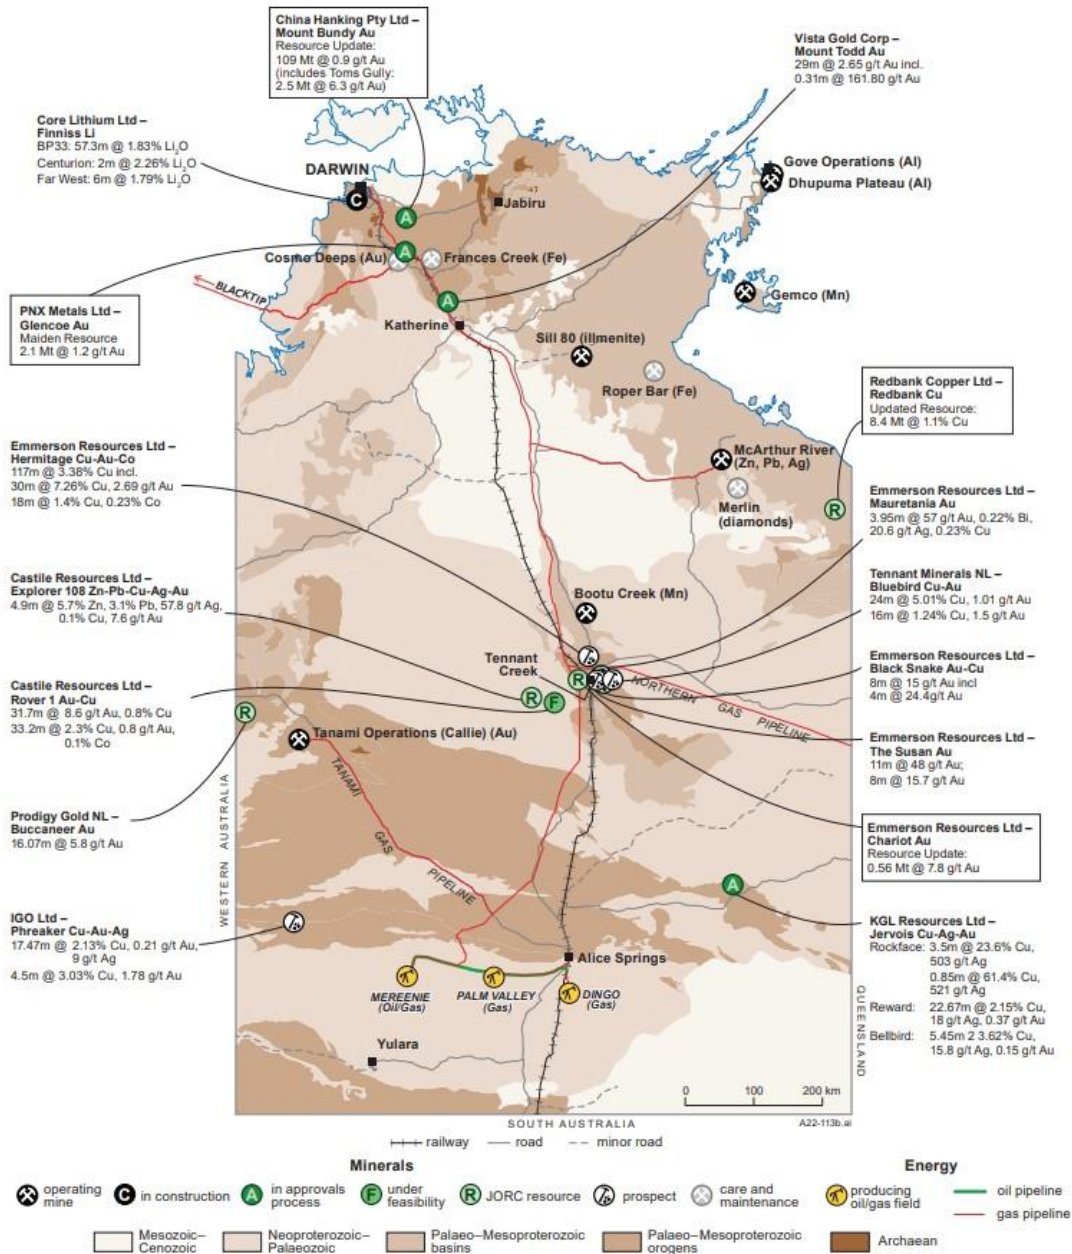 China Hanking Pty Ltd –
Mount Bundy Au
Resource Update:
109 Mt @ 0.9 g/t Au
(includes Toms Gully:
2.5 Mt @ 6.3 g/t Au)
Vista Gold Corp –
Mount Todd Au
29m @ 2.65 g/t Au incl.
0.31m @ 161.80 g/t Au
Core Lithium Ltd –
Finniss Li
BP33: 57.3m @ 1.83% Li₂O
Centurion: 2m @ 2.26% Li₂O
Far West: 6m @ 1.79% Li₂O
DARWIN
C
A
Jabiru
Gove Operations (Al)
Dhupuma Plateau (Al)
A
Cosmo Deeps (Au)
Frances Creek (Fe)
BLACKTIP
A
Gemco (Mn)
PNX Metals Ltd –
Glencoe Au
Maiden Resource
2.1 Mt @ 1.2 g/t Au
Katherine
Sill 80 (illmenite)
Roper Bar (Fe)
Redbank Copper Ltd –
Redbank Cu
Updated Resource:
8.4 Mt @ 1.1% Cu
Emmerson Resources Ltd –
Hermitage Cu-Au-Co
117m @ 3.38% Cu incl.
30m @ 7.26% Cu, 2.69 g/t Au
18m @ 1.4% Cu, 0.23% Co
McArthur River
(Zn, Pb, Ag)
Merlin
(diamonds)
R
Emmerson Resources Ltd –
Mauretania Au
3.95m @ 57 g/t Au, 0.22% Bi,
20.6 g/t Ag, 0.23% Cu
Castile Resources Ltd –
Explorer 108 Zn-Pb-Cu-Ag-Au
4.9m @ 5.7% Zn, 3.1% Pb, 57.8 g/t Ag,
0.1% Cu, 7.6 g/t Au
Bootu Creek (Mn)
Tennant Minerals NL –
Bluebird Cu-Au
24m @ 5.01% Cu, 1.01 g/t Au
16m @ 1.24% Cu, 1.5 g/t Au
Tennant
Creek
R
NORTHERN GAS PIPELINE
Emmerson Resources Ltd –
Black Snake Au-Cu
8m @ 15 g/t Au incl
4m @ 24.4g/t Au
Castile Resources Ltd –
Rover 1 Au-Cu
31.7m @ 8.6 g/t Au, 0.8% Cu
33.2m @ 2.3% Cu, 0.8 g/t Au,
0.1% Co
R
R
F
Tanami Operations (Callie) (Au)
TANAMI GAS PIPELINE
Emmerson Resources Ltd –
The Susan Au
11m @ 48 g/t Au;
8m @ 15.7 g/t Au
Prodigy Gold NL –
Buccaneer Au
16.07m @ 5.8 g/t Au
WESTERN AUSTRALIA
Emmerson Resources Ltd –
Chariot Au
Resource Update:
0.56 Mt @ 7.8 g/t Au
A
IGO Ltd –
Phreaker Cu-Au-Ag
17.47m @ 2.13% Cu, 0.21 g/t Au,
9 g/t Ag
4.5m @ 3.03% Cu, 1.78 g/t Au
KGL Resources Ltd –
Jervois Cu-Ag-Au
Rockface: 3.5m @ 23.6% Cu,
503 g/t Ag
0.85m @ 61.4% Cu,
521 g/t Ag
Reward: 22.67m @ 2.15% Cu,
18 g/t Ag, 0.37 g/t Au
Bellbird: 5.45m 2 3.62% Cu,
15.8 g/t Ag, 0.15 g/t Au
Alice Springs
MEREENIE
(Oil/Gas)
PALM VALLEY
(Gas)
DINGO
(Gas)
QUEENSLAND
Yulara
0 100 200 km
SOUTH AUSTRALIA
A22-113b.ai
railway road minor road
Minerals
Energy
operating
mine
C in construction
A in approvals
process
F under
feasibility
R JORC resource
prospect
care and
maintenance
producing
oil/gas field
oil pipeline
gas pipeline
Mesozoic–
Cenozoic
Neoproterozoic–
Palaeozoic
Palaeo–Mesoproterozoic
basins
Palaeo–Mesoproterozoic
orogens
Archaean